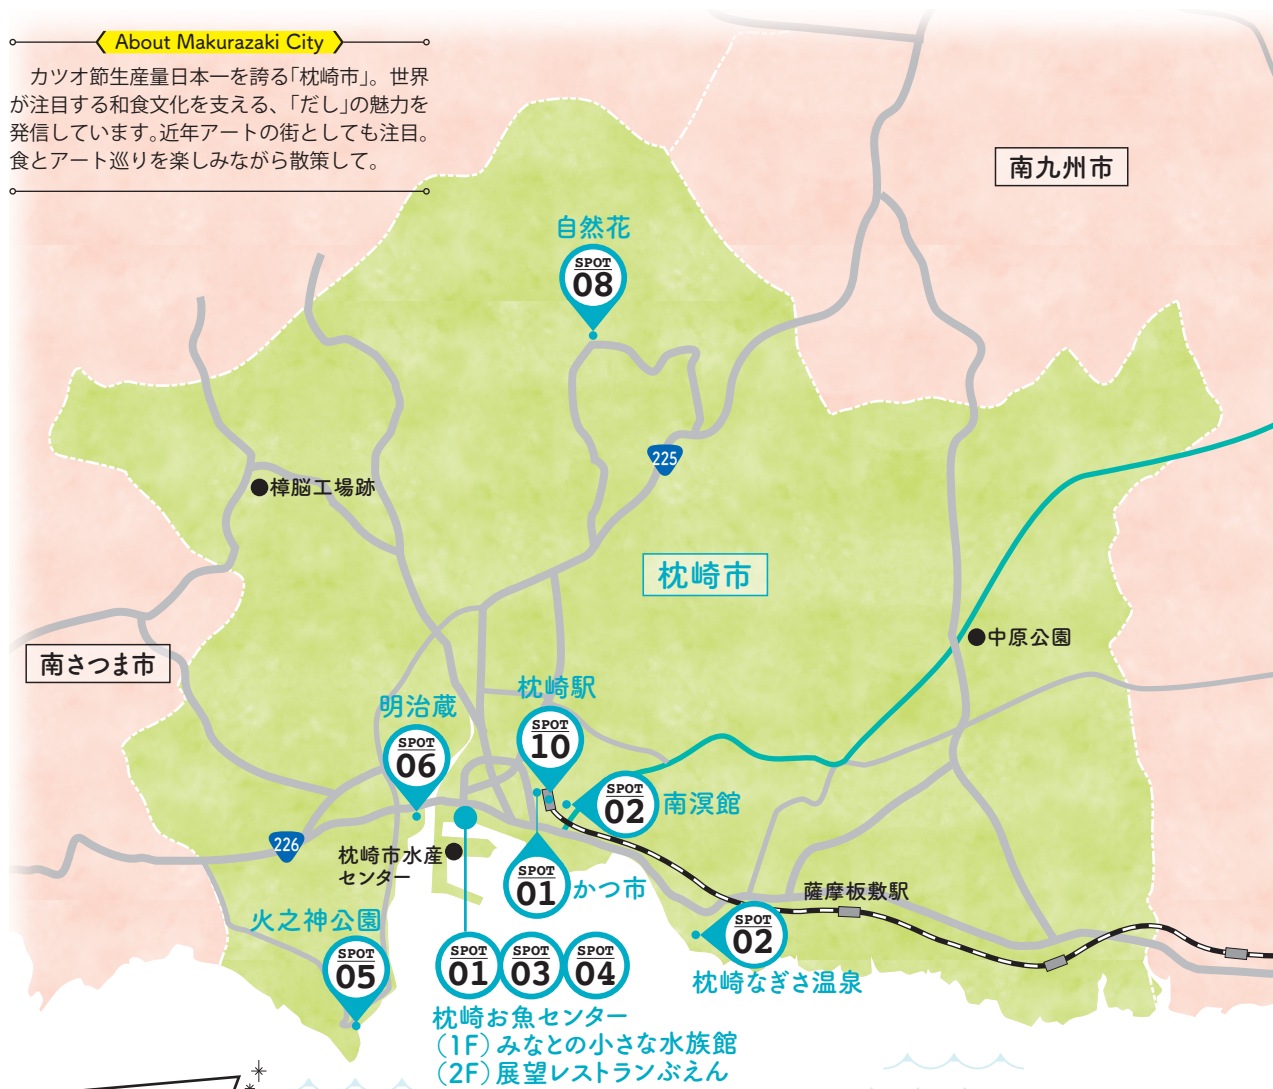 About Makurazaki City
カツオ節生産量日本一を誇る「枕崎市」。世界
が注目する和食文化を支える、「だし」の魅力を
発信しています。近年アートの街としても注目。
食とアート巡りを楽しみながら散策して。
南九州市
自然花
SPOT
08
225
樟脳工場跡
枕崎市
中原公園
南さつま市
枕崎駅
SPOT
10
明治蔵
SPOT
06
SPOT
02
南溟館
226
枕崎市水産
センター
SPOT
01
かつ市
薩摩板敷駅
火之神公園
SPOT
05
SPOT
02
枕崎なぎさ温泉
SPOT
01
SPOT
03
SPOT
04
枕崎お魚センター
(1F)みなとの小さな水族館
(2F)展望レストランぶえん